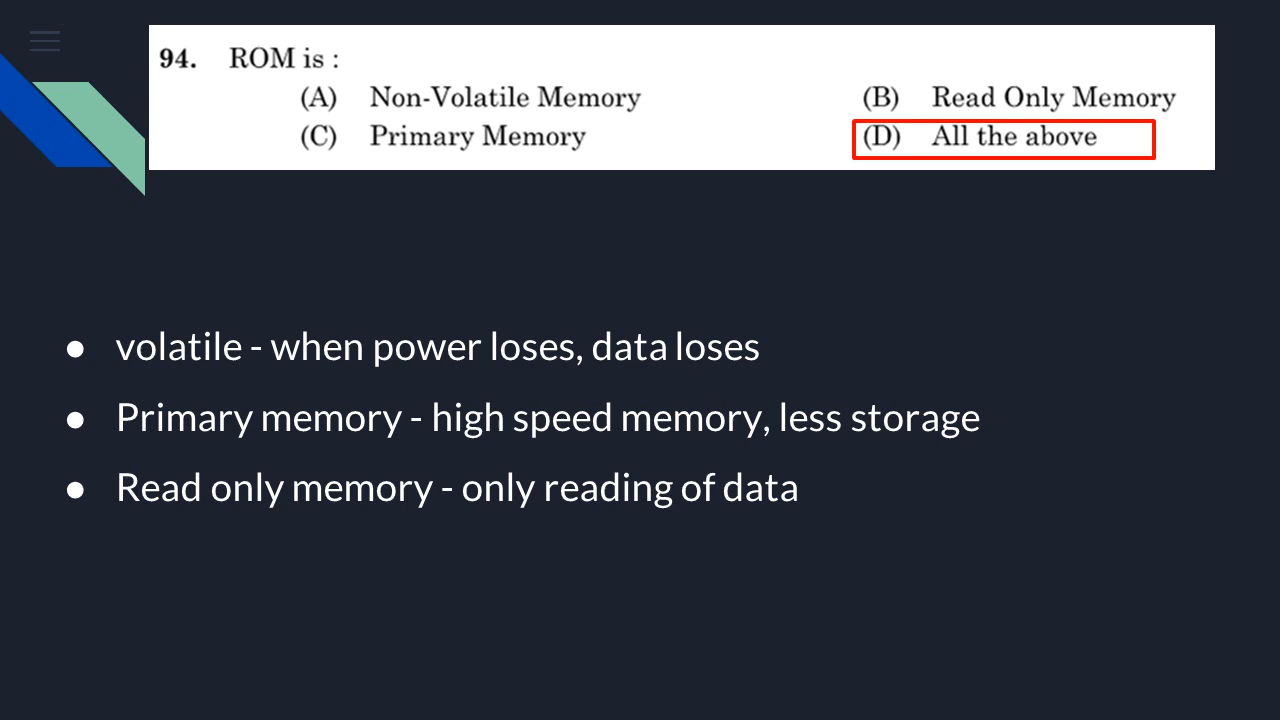 94. ROM is :
(A) Non-Volatile Memory (B) Read Only Memory
(C) Primary Memory (D) All the above
● volatile - when power loses, data loses
● Primary memory - high speed memory, less storage
● Read only memory - only reading of data